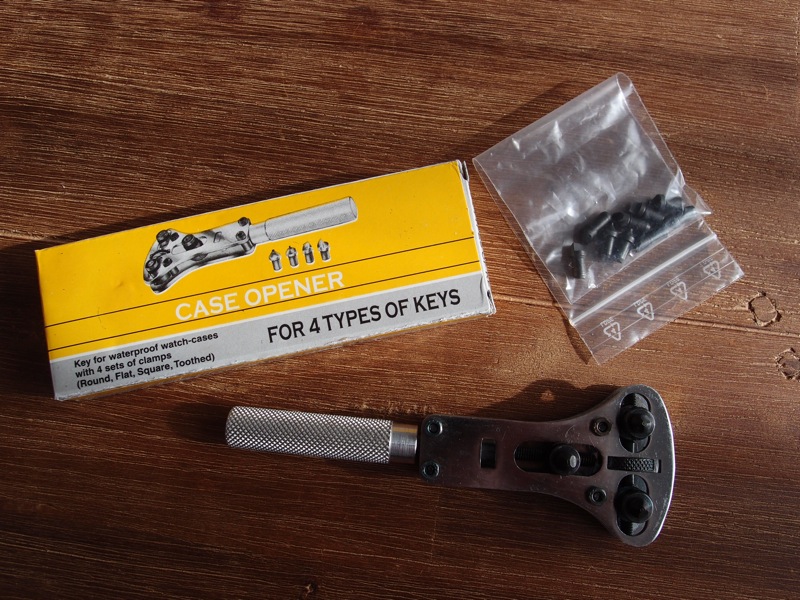 CASE OPENER
FOR 4 TYPES OF KEYS
Key for waterproof watch-cases
with 4 sets of clamps
(Round, Flat, Square, Toothed)